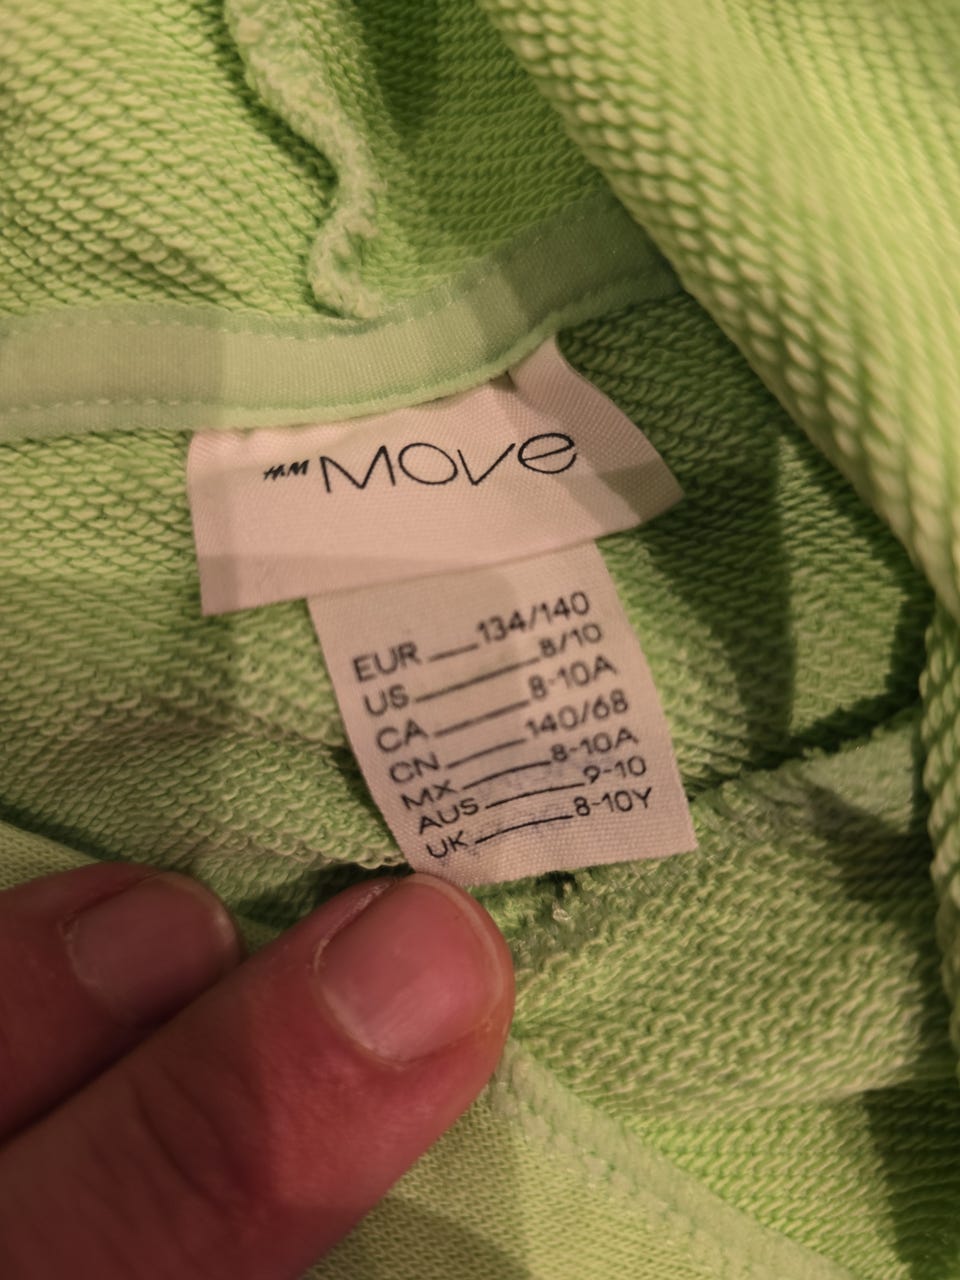 H&M MOVE
EUR 134/140
US 8/10
CA 8-10A
CN 140/68
MX 8-10A
AUS 9-10
UK 8-10Y